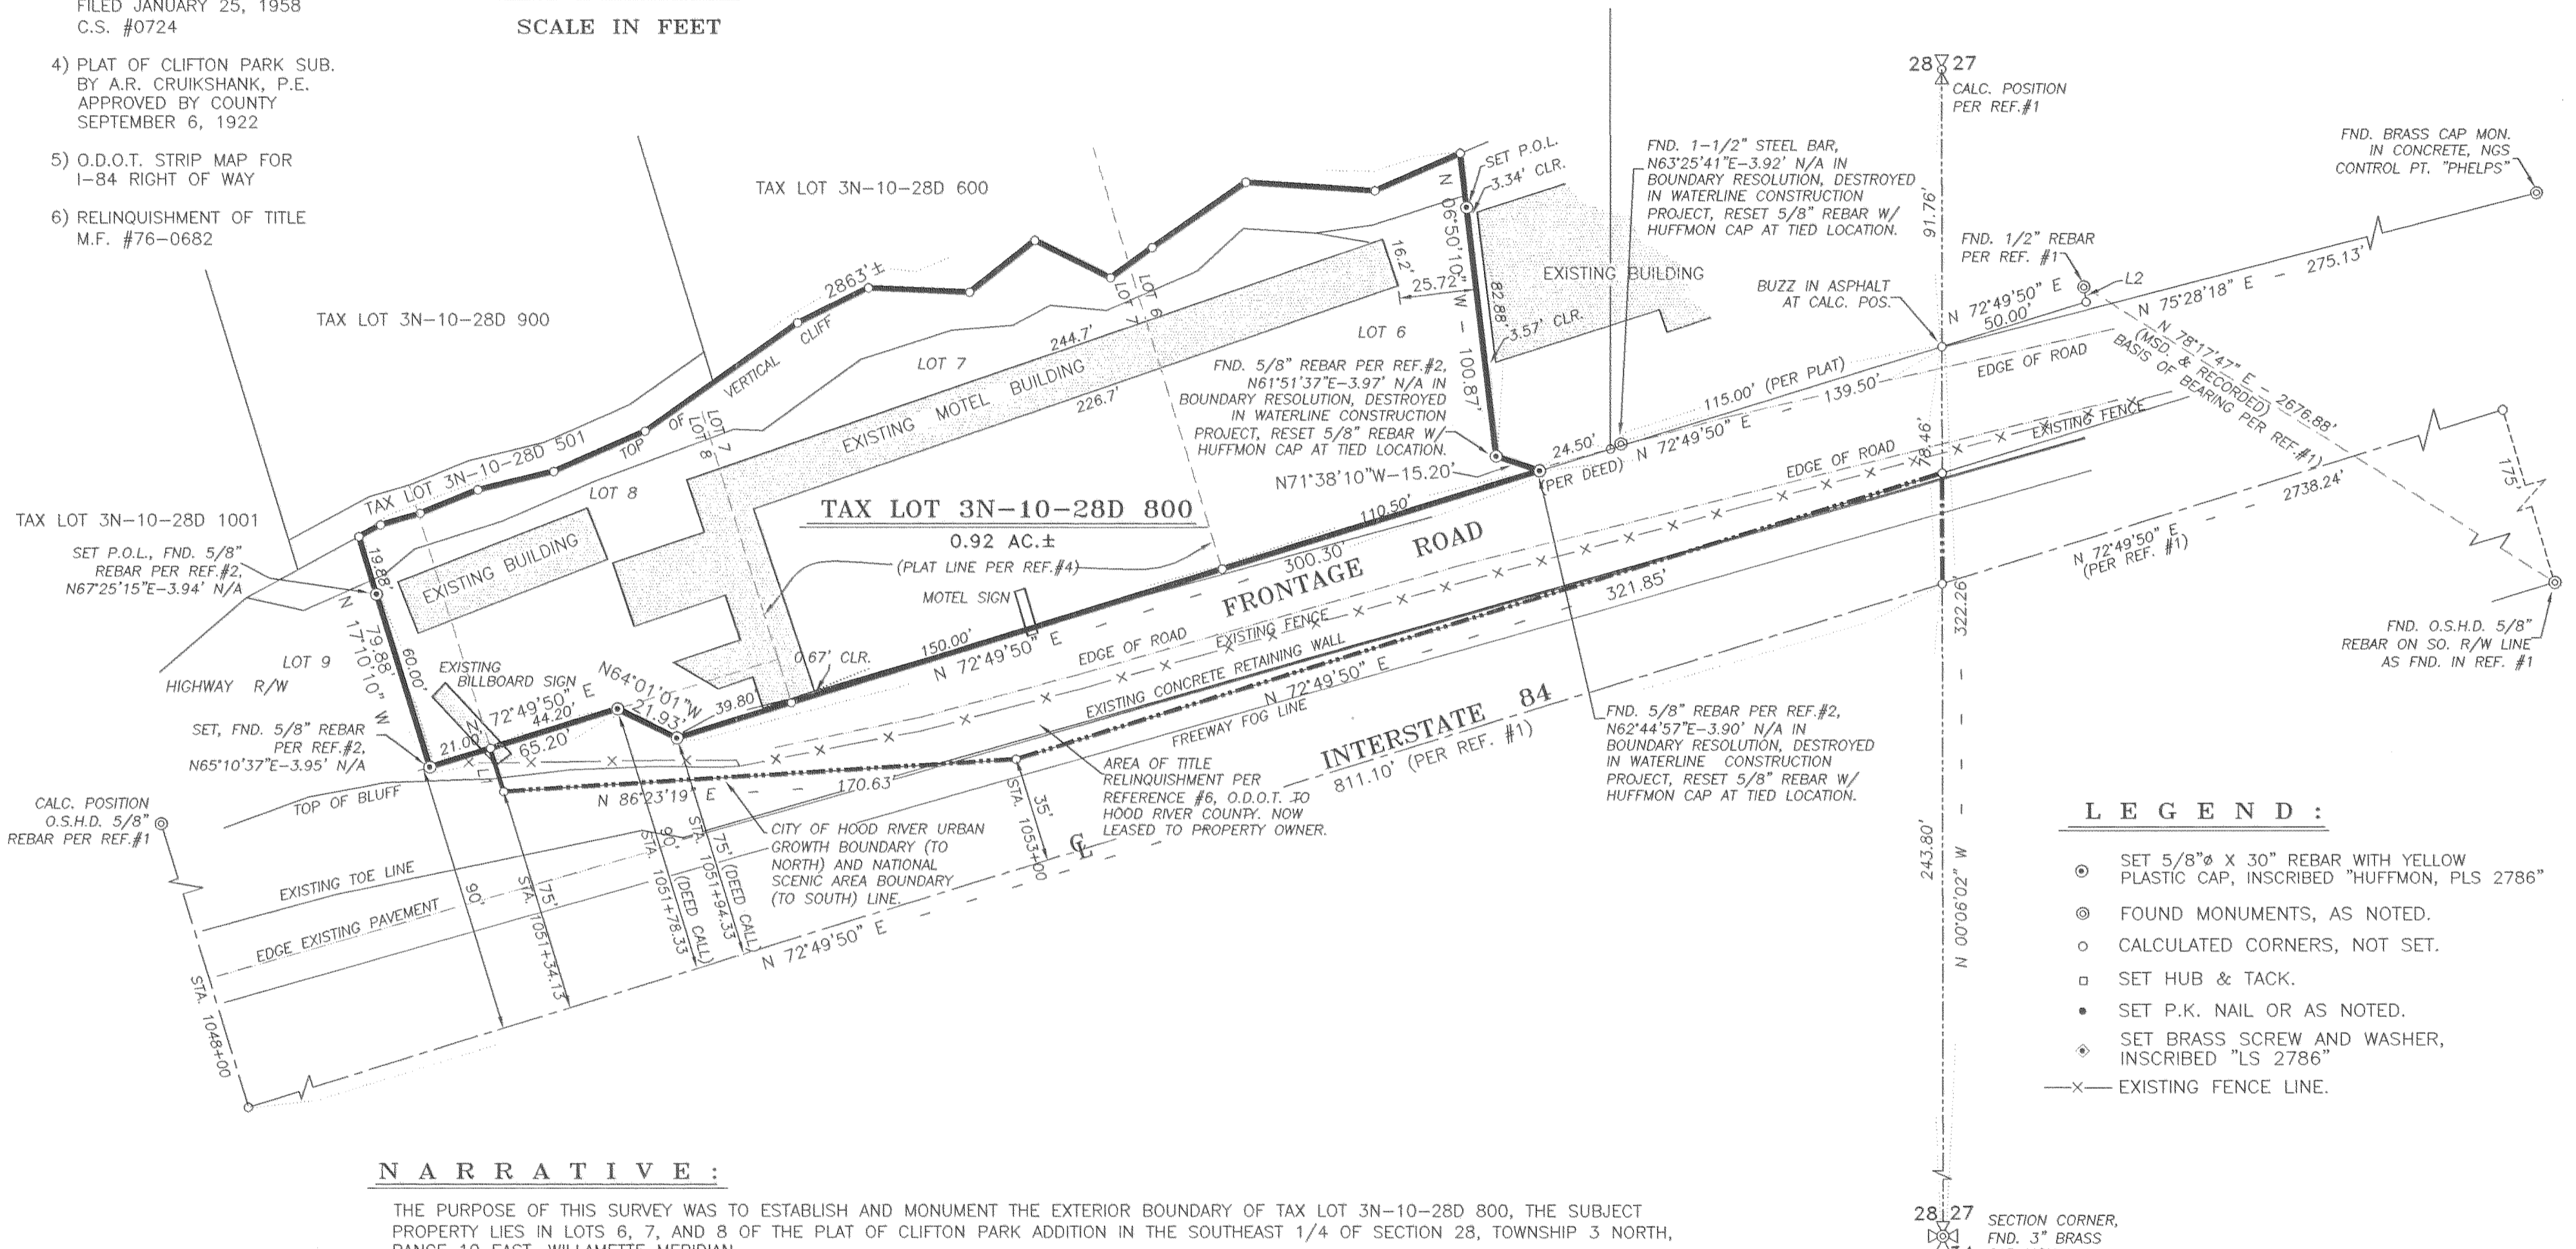 FILED JANUARY 25, 1958
C.S. #0724
4) PLAT OF CLIFTON PARK SUB.
BY A.R. CRUIKSHANK, P.E.
APPROVED BY COUNTY
SEPTEMBER 6, 1922
5) O.D.O.T. STRIP MAP FOR
I-84 RIGHT OF WAY
6) RELINQUISHMENT OF TITLE
M.F. #76-0682
SCALE IN FEET
TAX LOT 3N-10-28D 600
TAX LOT 3N-10-28D 900
TAX LOT 3N-10-28D 501
TAX LOT 3N-10-28D 1001
2863'±
TOP OF VERTICAL CLIFF
LOT 6
LOT 7
LOT 7
LOT 8
LOT 6
LOT 7
LOT 8
LOT 9
HIGHWAY R/W
SET P.O.L.
3.34' CLR.
N 06°50'10" W - 100.87'
82.88'
3.57' CLR.
16.2'
25.72'
EXISTING BUILDING
244.7'
EXISTING MOTEL BUILDING
226.7'
EXISTING BUILDING
FND. 1-1/2" STEEL BAR,
N63°25'41"E-3.92' N/A IN
BOUNDARY RESOLUTION, DESTROYED
IN WATERLINE CONSTRUCTION
PROJECT, RESET 5/8" REBAR W/
HUFFMON CAP AT TIED LOCATION.
28 27
CALC. POSITION
PER REF.#1
91.76'
FND. BRASS CAP MON.
IN CONCRETE, NGS
CONTROL PT. "PHELPS"
FND. 1/2" REBAR
PER REF. #1
L2
BUZZ IN ASPHALT
AT CALC. POS.
N 72°49'50" E
50.00'
N 75°28'18" E - 275.13'
N 78°17'47" E - 2676.88'
(MSD. & RECORDED)
BASIS OF BEARING PER REF.#1)
EDGE OF ROAD
EXISTING FENCE
FND. 5/8" REBAR PER REF.#2,
N61°51'37"E-3.97' N/A IN
BOUNDARY RESOLUTION, DESTROYED
IN WATERLINE CONSTRUCTION
PROJECT, RESET 5/8" REBAR W/
HUFFMON CAP AT TIED LOCATION.
N71°38'10"W-15.20'
24.50'
(PER DEED)
115.00' (PER PLAT)
N 72°49'50" E - 139.50'
EDGE OF ROAD
78.46'
175'
2738.24'
N 72°49'50" E
(PER REF. #1)
FND. O.S.H.D. 5/8"
REBAR ON SO. R/W LINE
AS FND. IN REF. #1
TAX LOT 3N-10-28D 800
0.92 AC.±
(PLAT LINE PER REF.#4)
MOTEL SIGN
110.50'
300.30'
FRONTAGE ROAD
321.85'
SET P.O.L., FND. 5/8"
REBAR PER REF.#2,
N67°25'15"E-3.94' N/A
19.88'
79.88'
60.00'
N 17°10'10" W
SET, FND. 5/8" REBAR
PER REF.#2,
N65°10'37"E-3.95' N/A
EXISTING
BILLBOARD SIGN
72°49'50" E
N
44.20'
21.00'
65.20'
N64°01'01"W
21.93'
39.80
0.67' CLR.
150.00'
N 72°49'50" E
EDGE OF ROAD
EXISTING FENCE
EXISTING CONCRETE RETAINING WALL
N 72°49'50" E
FREEWAY FOG LINE
INTERSTATE 84
811.10' (PER REF. #1)
FND. 5/8" REBAR PER REF.#2,
N62°44'57"E-3.90' N/A IN
BOUNDARY RESOLUTION, DESTROYED
IN WATERLINE CONSTRUCTION
PROJECT, RESET 5/8" REBAR W/
HUFFMON CAP AT TIED LOCATION.
322.26
243.80'
N 00°06'02" W
TOP OF BLUFF
CALC. POSITION
O.S.H.D. 5/8"
REBAR PER REF.#1
N 86°23'19" E
170.63'
CITY OF HOOD RIVER URBAN
GROWTH BOUNDARY (TO
NORTH) AND NATIONAL
SCENIC AREA BOUNDARY
(TO SOUTH) LINE.
AREA OF TITLE
RELINQUISHMENT PER
REFERENCE #6, O.D.O.T. TO
HOOD RIVER COUNTY. NOW
LEASED TO PROPERTY OWNER.
35'
STA. 1053+00
CL
EXISTING TOE LINE
EDGE EXISTING PAVEMENT
STA. 1048+00
90'
75'
STA. 1051+34.13
90' (DEED CALL)
STA. 1051+78.33
75' (DEED CALL)
STA. 1051+94.33
N 72°49'50" E
LEGEND:
SET 5/8"ø X 30" REBAR WITH YELLOW
PLASTIC CAP, INSCRIBED "HUFFMON, PLS 2786"
FOUND MONUMENTS, AS NOTED.
CALCULATED CORNERS, NOT SET.
SET HUB & TACK.
SET P.K. NAIL OR AS NOTED.
SET BRASS SCREW AND WASHER,
INSCRIBED "LS 2786"
EXISTING FENCE LINE.
NARRATIVE:
THE PURPOSE OF THIS SURVEY WAS TO ESTABLISH AND MONUMENT THE EXTERIOR BOUNDARY OF TAX LOT 3N-10-28D 800, THE SUBJECT
PROPERTY LIES IN LOTS 6, 7, AND 8 OF THE PLAT OF CLIFTON PARK ADDITION IN THE SOUTHEAST 1/4 OF SECTION 28, TOWNSHIP 3 NORTH,
RANGE 10 EAST, WILLAMETTE MERIDIAN
28 27
SECTION CORNER,
FND. 3" BRASS